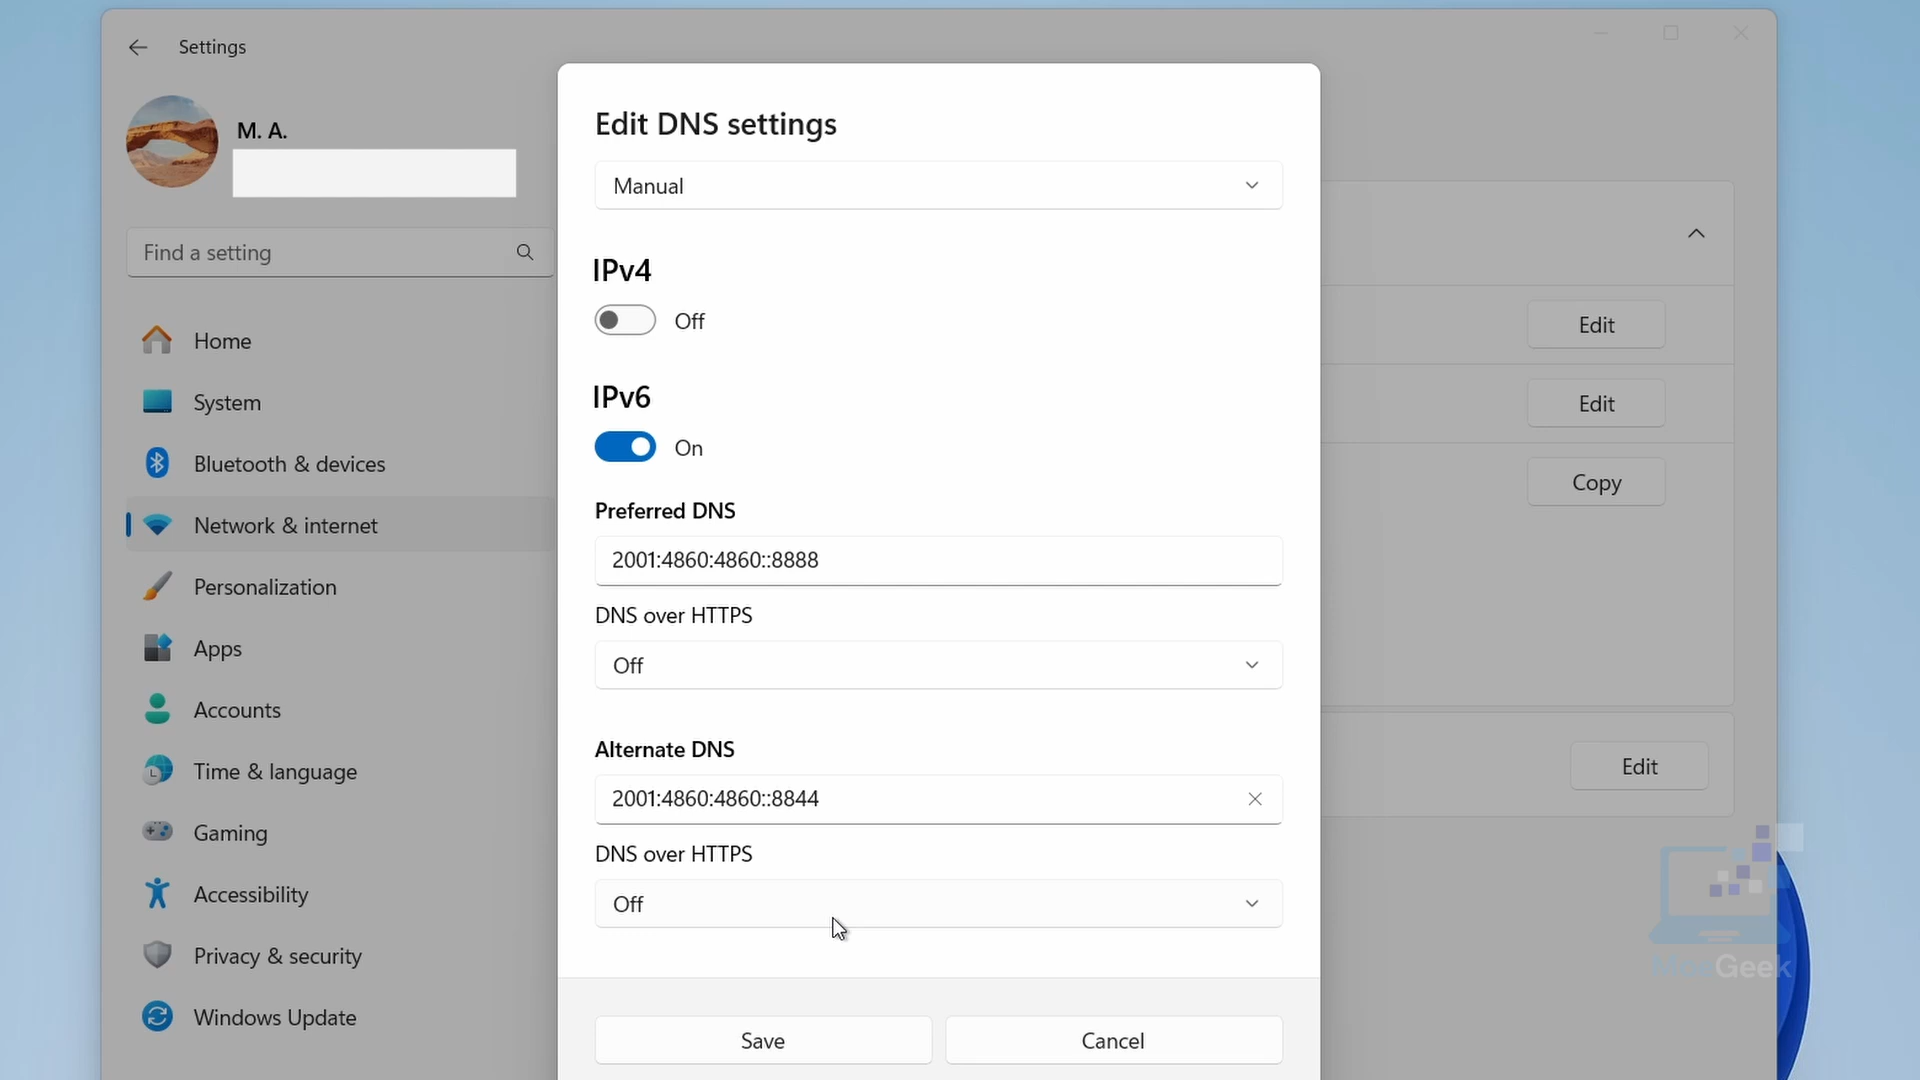 Settings
M. A.
Find a setting
Home
System
Bluetooth & devices
Network & internet
Personalization
Apps
Accounts
Time & language
Gaming
Accessibility
Privacy & security
Windows Update
Edit DNS settings
Manual
IPv4
Off
IPv6
On
Preferred DNS
2001:4860:4860::8888
DNS over HTTPS
Off
Alternate DNS
2001:4860:4860::8844
DNS over HTTPS
Off
Save
Cancel
Edit
Edit
Copy
Edit